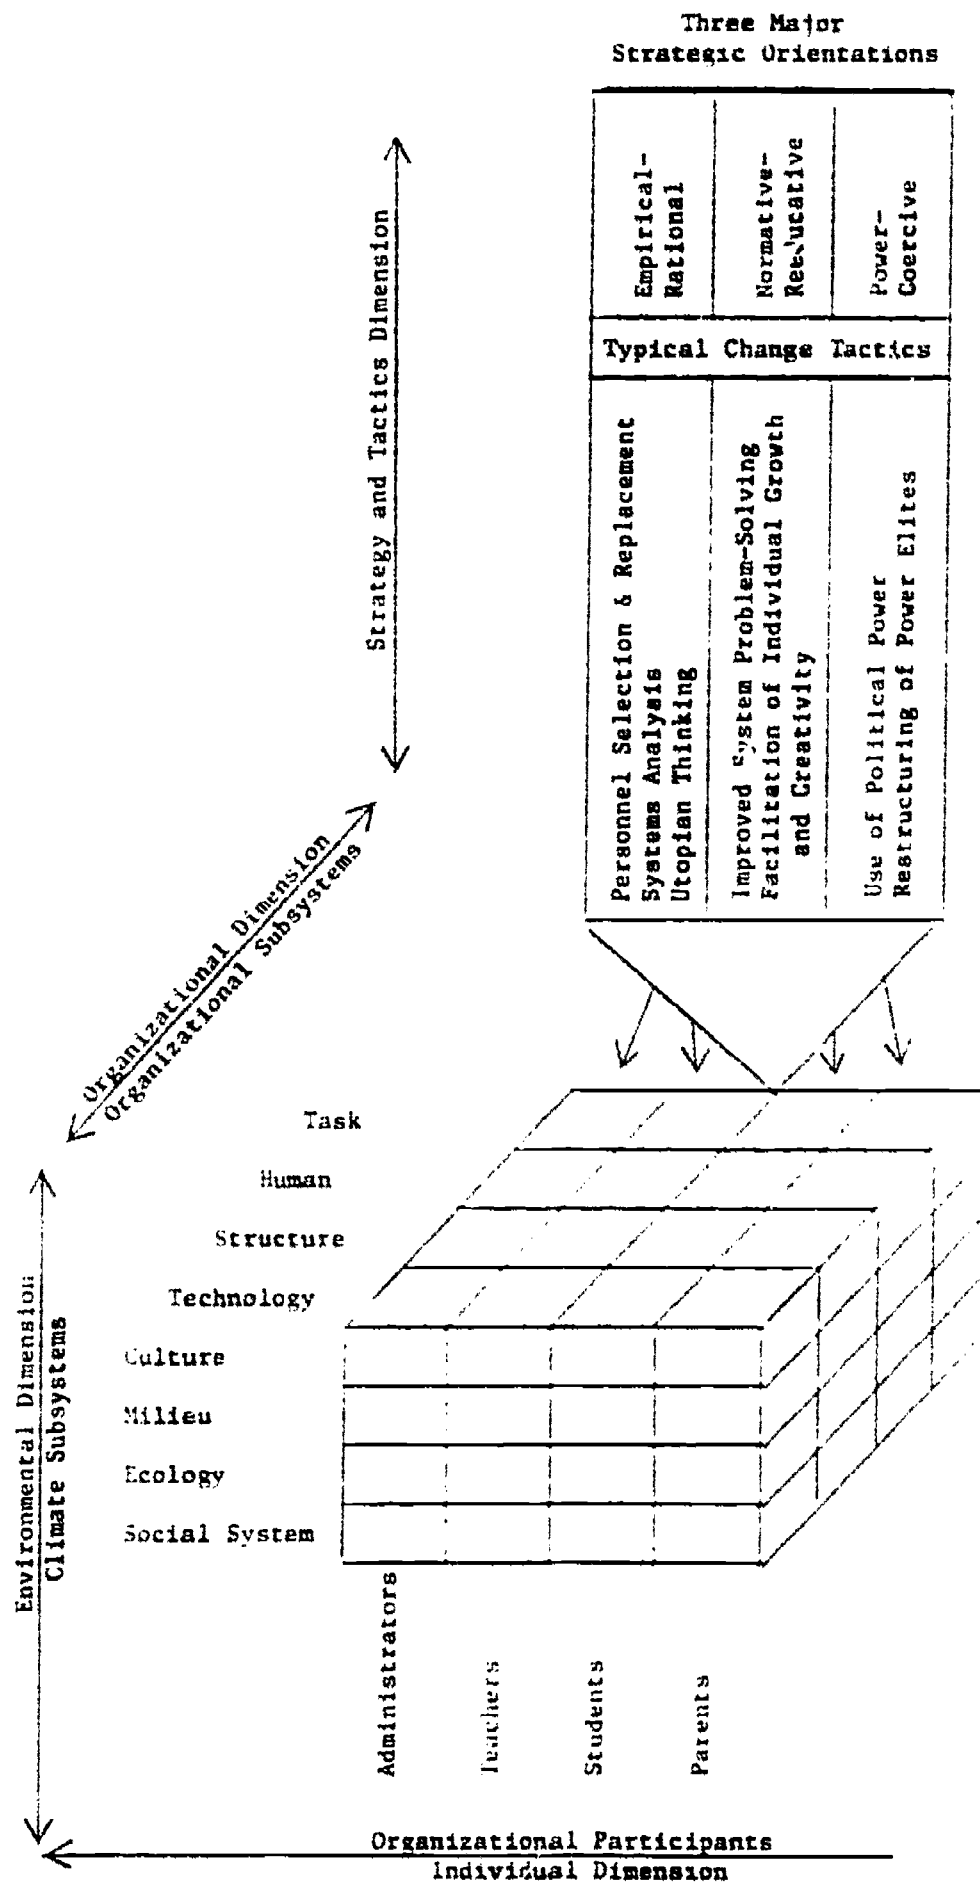 Three Major
Strategic Orientations
Empirical-
Rational
Normative-
Reeducative
Power-
Coercive
Typical Change Tactics
Personnel Selection & Replacement
Systems Analysis
Utopian Thinking
Improved System Problem-Solving
Facilitation of Individual Growth
and Creativity
Use of Political Power
Restructuring of Power Elites
Strategy and Tactics Dimension
Organizational Dimension
Organizational Subsystems
Task
Human
Structure
Technology
Culture
Milieu
Ecology
Social System
Environmental Dimension
Climate Subsystems
Administrators
Teachers
Students
Parents
Organizational Participants
Individual Dimension